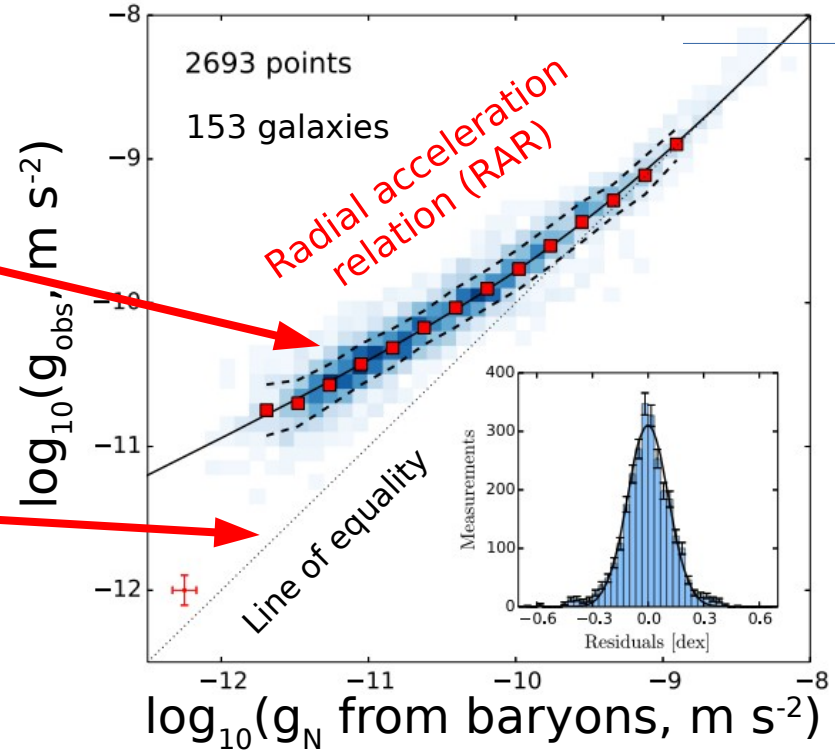 −8
2693 points
153 galaxies
Radial acceleration
relation (RAR)
−9
−10
−11
−12
log10(gobs, m s-2)
Line of equality
400
300
200
100
0
Measurements
−0.6 −0.3 0.0 0.3 0.6
Residuals [dex]
−12 −11 −10 −9 −8
log10(gN from baryons, m s-2)